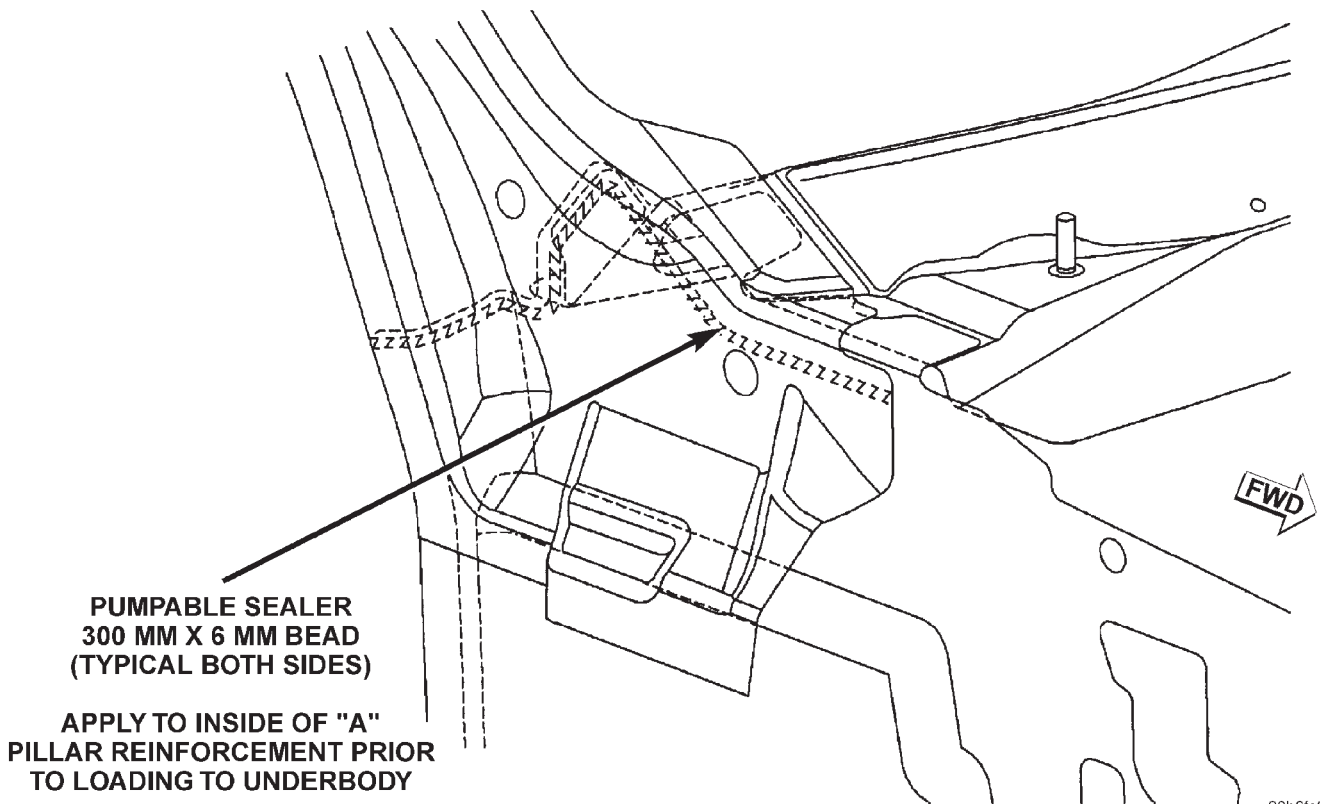 FWD
PUMPABLE SEALER
300 MM X 6 MM BEAD
(TYPICAL BOTH SIDES)
APPLY TO INSIDE OF "A"
PILLAR REINFORCEMENT PRIOR
TO LOADING TO UNDERBODY